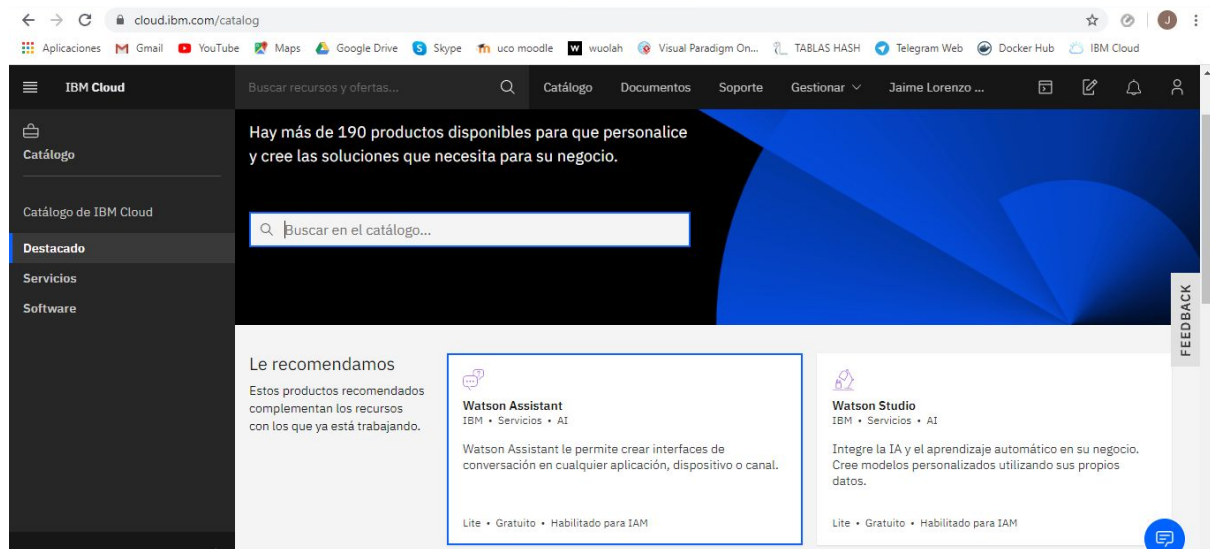 cloud.ibm.com/catalog
J
Aplicaciones Gmail YouTube Maps Google Drive Skype uco moodle wuolah Visual Paradigm On... TABLAS HASH Telegram Web Docker Hub IBM Cloud
IBM Cloud Buscar recursos y ofertas... Catálogo Documentos Soporte Gestionar Jaime Lorenzo ...
Catálogo
Catálogo de IBM Cloud
Destacado
Servicios
Software
Hay más de 190 productos disponibles para que personalice
y cree las soluciones que necesita para su negocio.
Buscar en el catálogo...
FEEDBACK
Le recomendamos
Estos productos recomendados
complementan los recursos
con los que ya está trabajando.
Watson Assistant
IBM • Servicios • AI
Watson Assistant le permite crear interfaces de
conversación en cualquier aplicación, dispositivo o canal.
Lite • Gratuito • Habilitado para IAM
Watson Studio
IBM • Servicios • AI
Integre la IA y el aprendizaje automático en su negocio.
Cree modelos personalizados utilizando sus propios
datos.
Lite • Gratuito • Habilitado para IAM